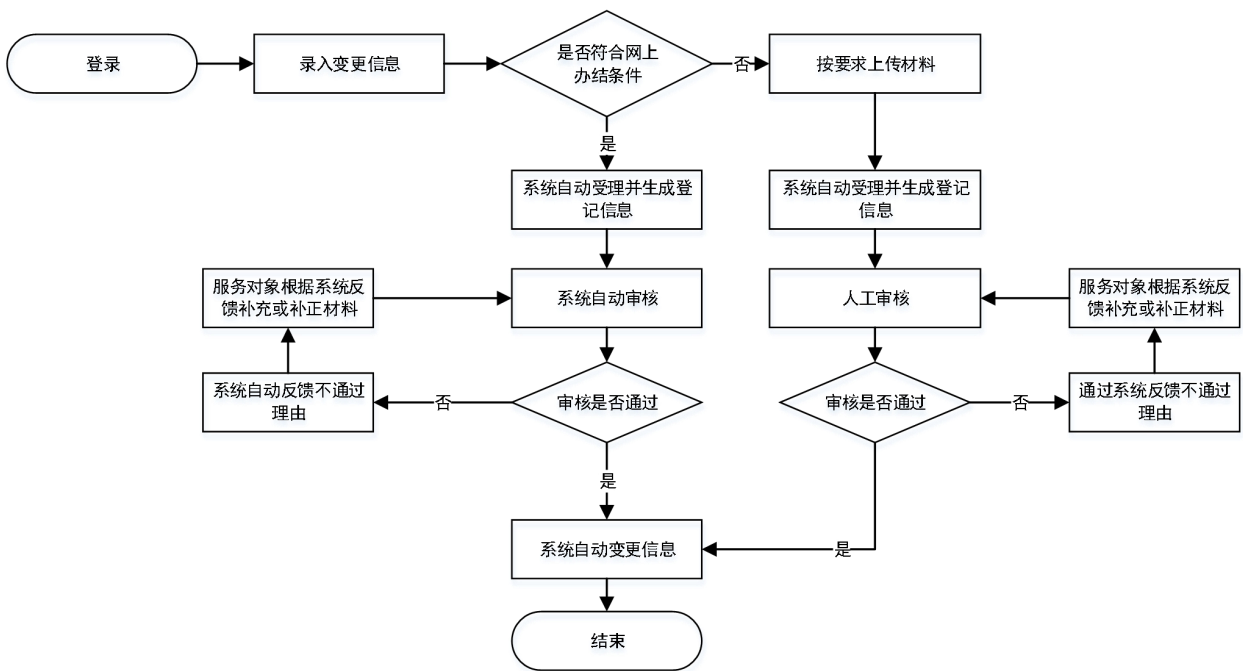 登录
录入变更信息
是否符合网上
办结条件
否
按要求上传材料
是
系统自动受理并生成登
记信息
系统自动受理并生成登记
信息
服务对象根据系统反
馈补充或补正材料
系统自动审核
人工审核
服务对象根据系统反
馈补充或补正材料
系统自动反馈不通过
理由
否
审核是否通过
审核是否通过
否
通过系统反馈不通过
理由
是
系统自动变更信息
是
结束